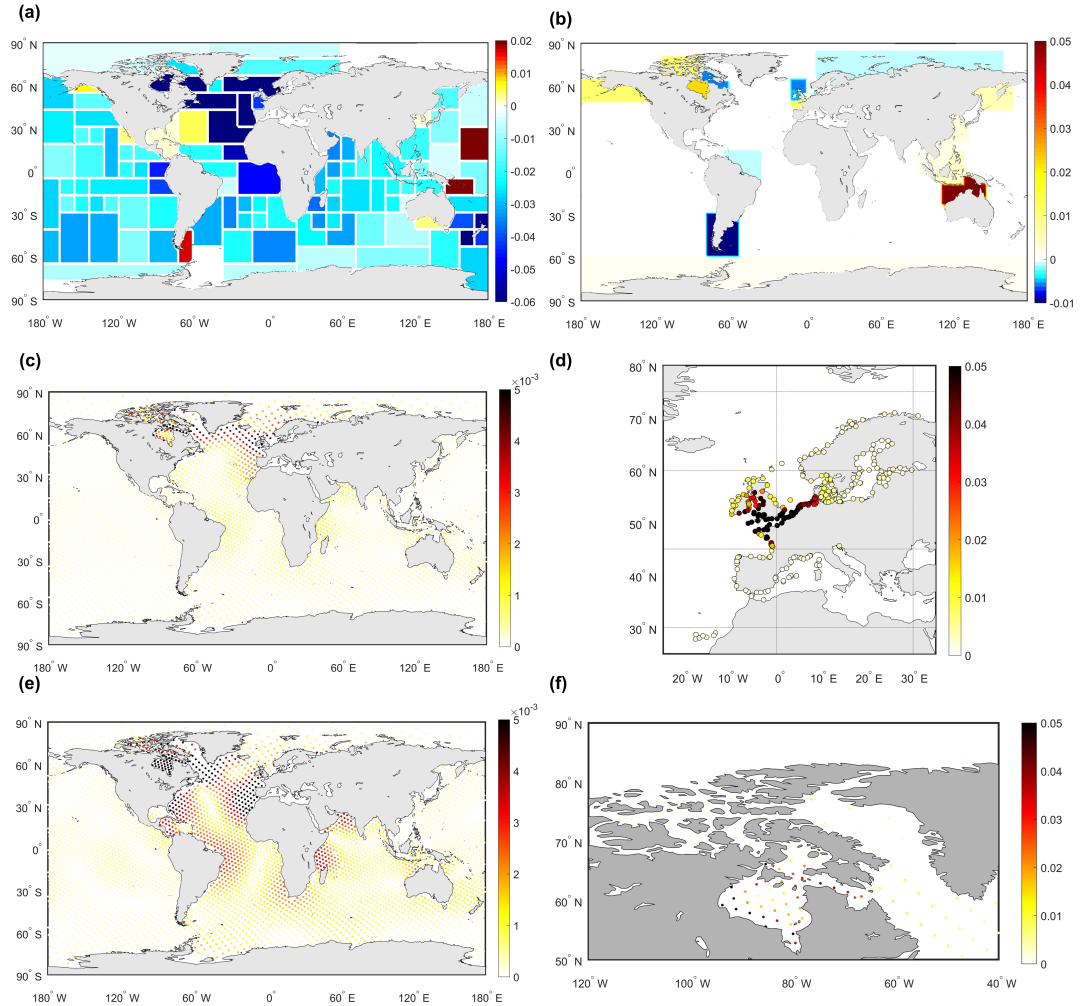 (a)
90° N
60° N
30° N
0°
30° S
60° S
90° S
180° W 120° W 60° W 0° 60° E 120° E 180° E
0.02
0.01
0
-0.01
-0.02
-0.03
-0.04
-0.05
-0.06
(b)
90° N
60° N
30° N
0°
30° S
60° S
90° S
180° W 120° W 60° W 0° 60° E 120° E 180° E
0.05
0.04
0.03
0.02
0.01
0
-0.01
(c)
90° N
60° N
30° N
0°
30° S
60° S
90° S
180° W 120° W 60° W 0° 60° E 120° E 180° E
×10⁻³
5
4
3
2
1
0
(d)
80° N
70° N
60° N
50° N
40° N
30° N
20° W 10° W 0° 10° E 20° E 30° E
0.05
0.04
0.03
0.02
0.01
0
(e)
90° N
60° N
30° N
0°
30° S
60° S
90° S
180° W 120° W 60° W 0° 60° E 120° E 180° E
×10⁻³
5
4
3
2
1
0
(f)
90° N
80° N
70° N
60° N
50° N
120° W 100° W 80° W 60° W 40° W
0.05
0.04
0.03
0.02
0.01
0